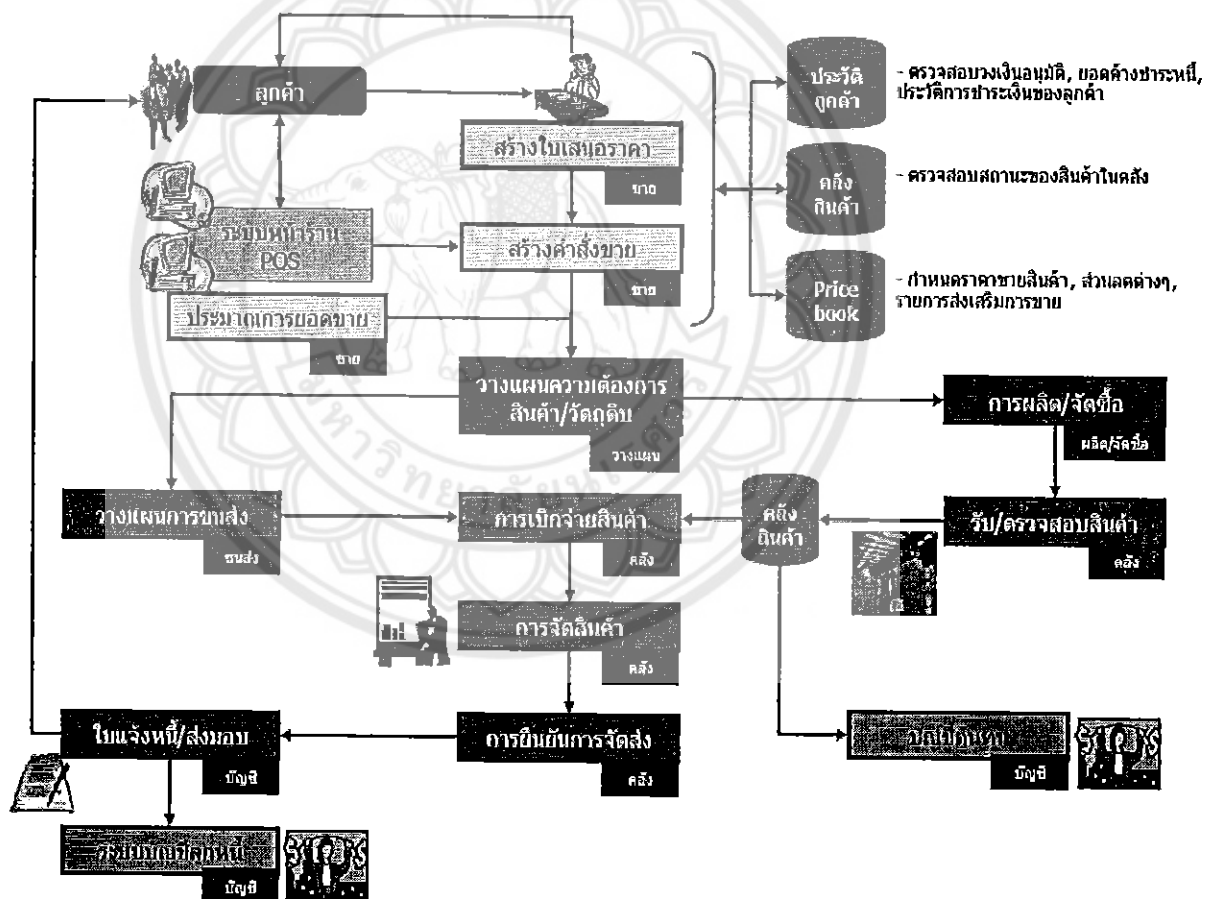 ลูกค้า
ประวัติ
ลูกค้า
- ตรวจสอบวงเงินอนุมัติ, ยอดค้างชำระหนี้,
ประวัติการชำระเงินของลูกค้า
สร้างใบเสนอราคา
ขาย
คลัง
สินค้า
- ตรวจสอบสถานะของสินค้าในคลัง
ระบบหน้าร้าน
POS
สร้างคำสั่งขาย
ขาย
Price
book
- กำหนดราคาขายสินค้า, ส่วนลดต่างๆ,
รายการส่งเสริมการขาย
ประมาณการยอดขาย
ขาย
วางแผนความต้องการ
สินค้า/วัตถุดิบ
วางแผน
การผลิต/จัดซื้อ
ผลิต/จัดซื้อ
วางแผนการขนส่ง
ขนส่ง
การเบิกจ่ายสินค้า
คลัง
คลัง
สินค้า
รับ/ตรวจสอบสินค้า
คลัง
การจัดสินค้า
คลัง
ใบแจ้งหนี้/ส่งมอบ
บัญชี
การยืนยันการจัดส่ง
คลัง
บัญชี
ระบบบัญชีลูกหนี้
บัญชี